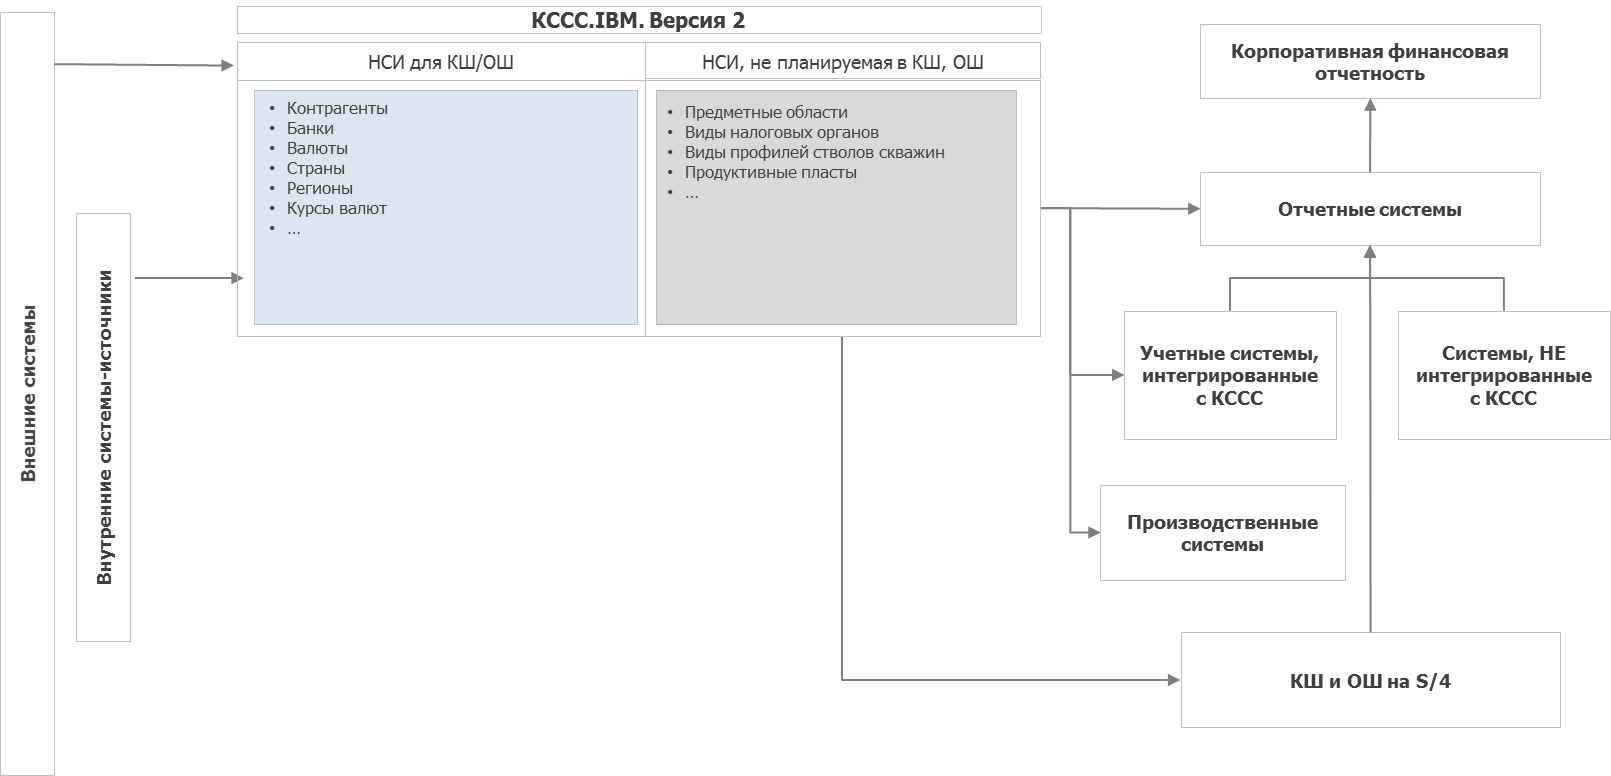 КССС.IBM. Версия 2
НСИ для КШ/ОШ
НСИ, не планируемая в КШ, ОШ
• Контрагенты
• Банки
• Валюты
• Страны
• Регионы
• Курсы валют
• ...
• Предметные области
• Виды налоговых органов
• Виды профилей стволов скважин
• Продуктивные пласты
• ...
Внешние системы
Внутренние системы-источники
Корпоративная финансовая
отчетность
Отчетные системы
Учетные системы,
интегрированные
с КССС
Системы, НЕ
интегрированные
с КССС
Производственные
системы
КШ и ОШ на S/4